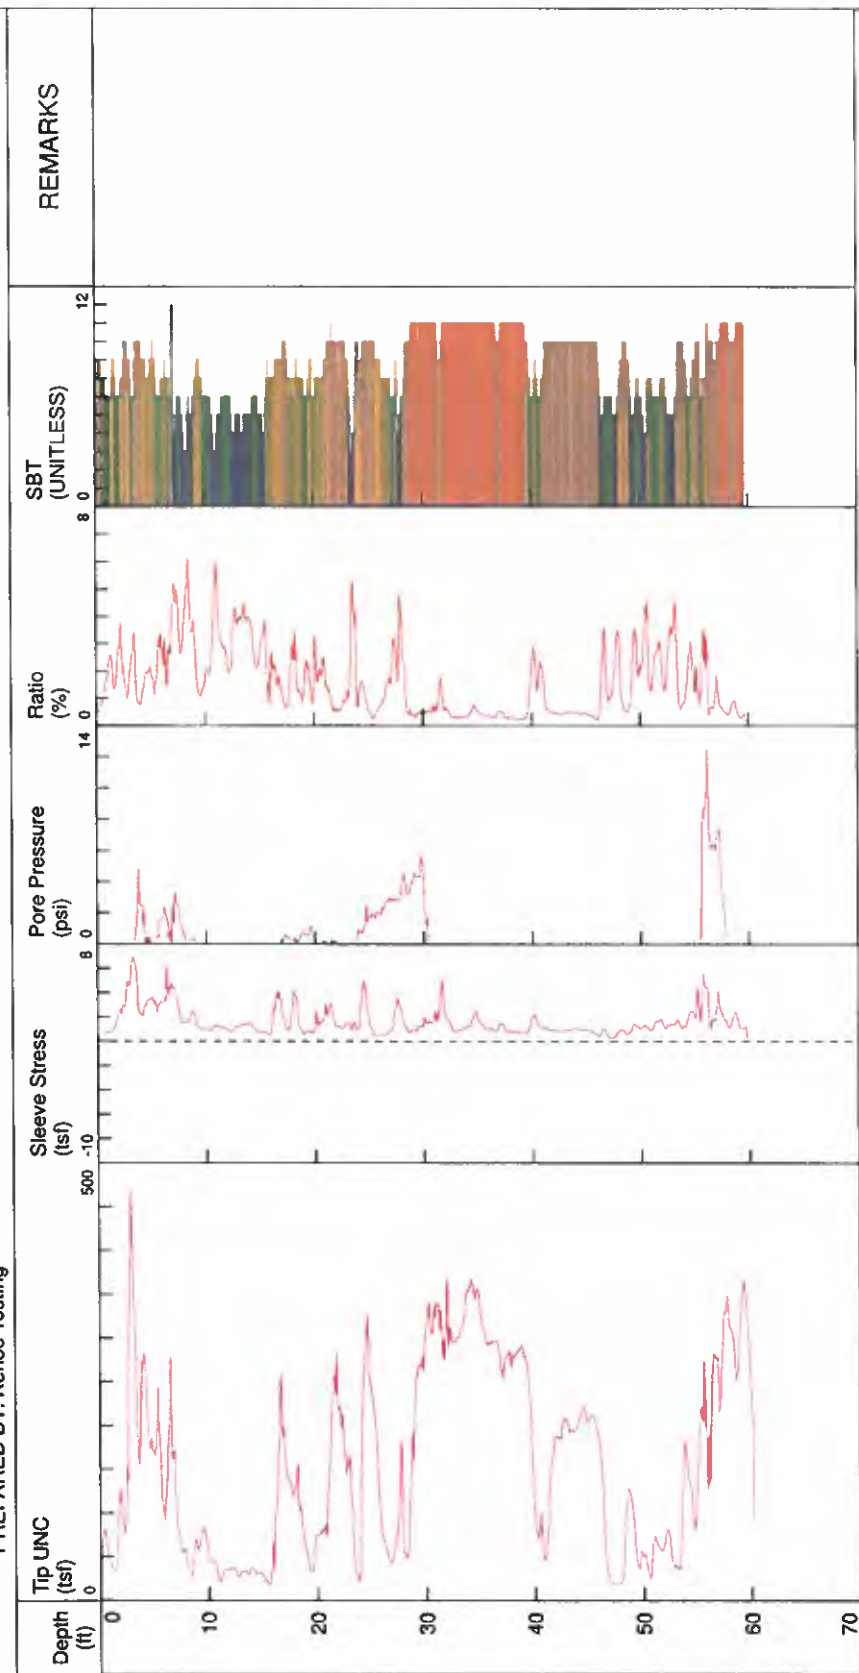 Depth
(ft)
Tip UNC
(tsf)
0
500
Sleeve Stress
(tsf)
-10
8
Pore Pressure
(psi)
0
14
Ratio
(%)
0
8
SBT
(UNITLESS)
0
12
REMARKS
0
10
20
30
40
50
60
70